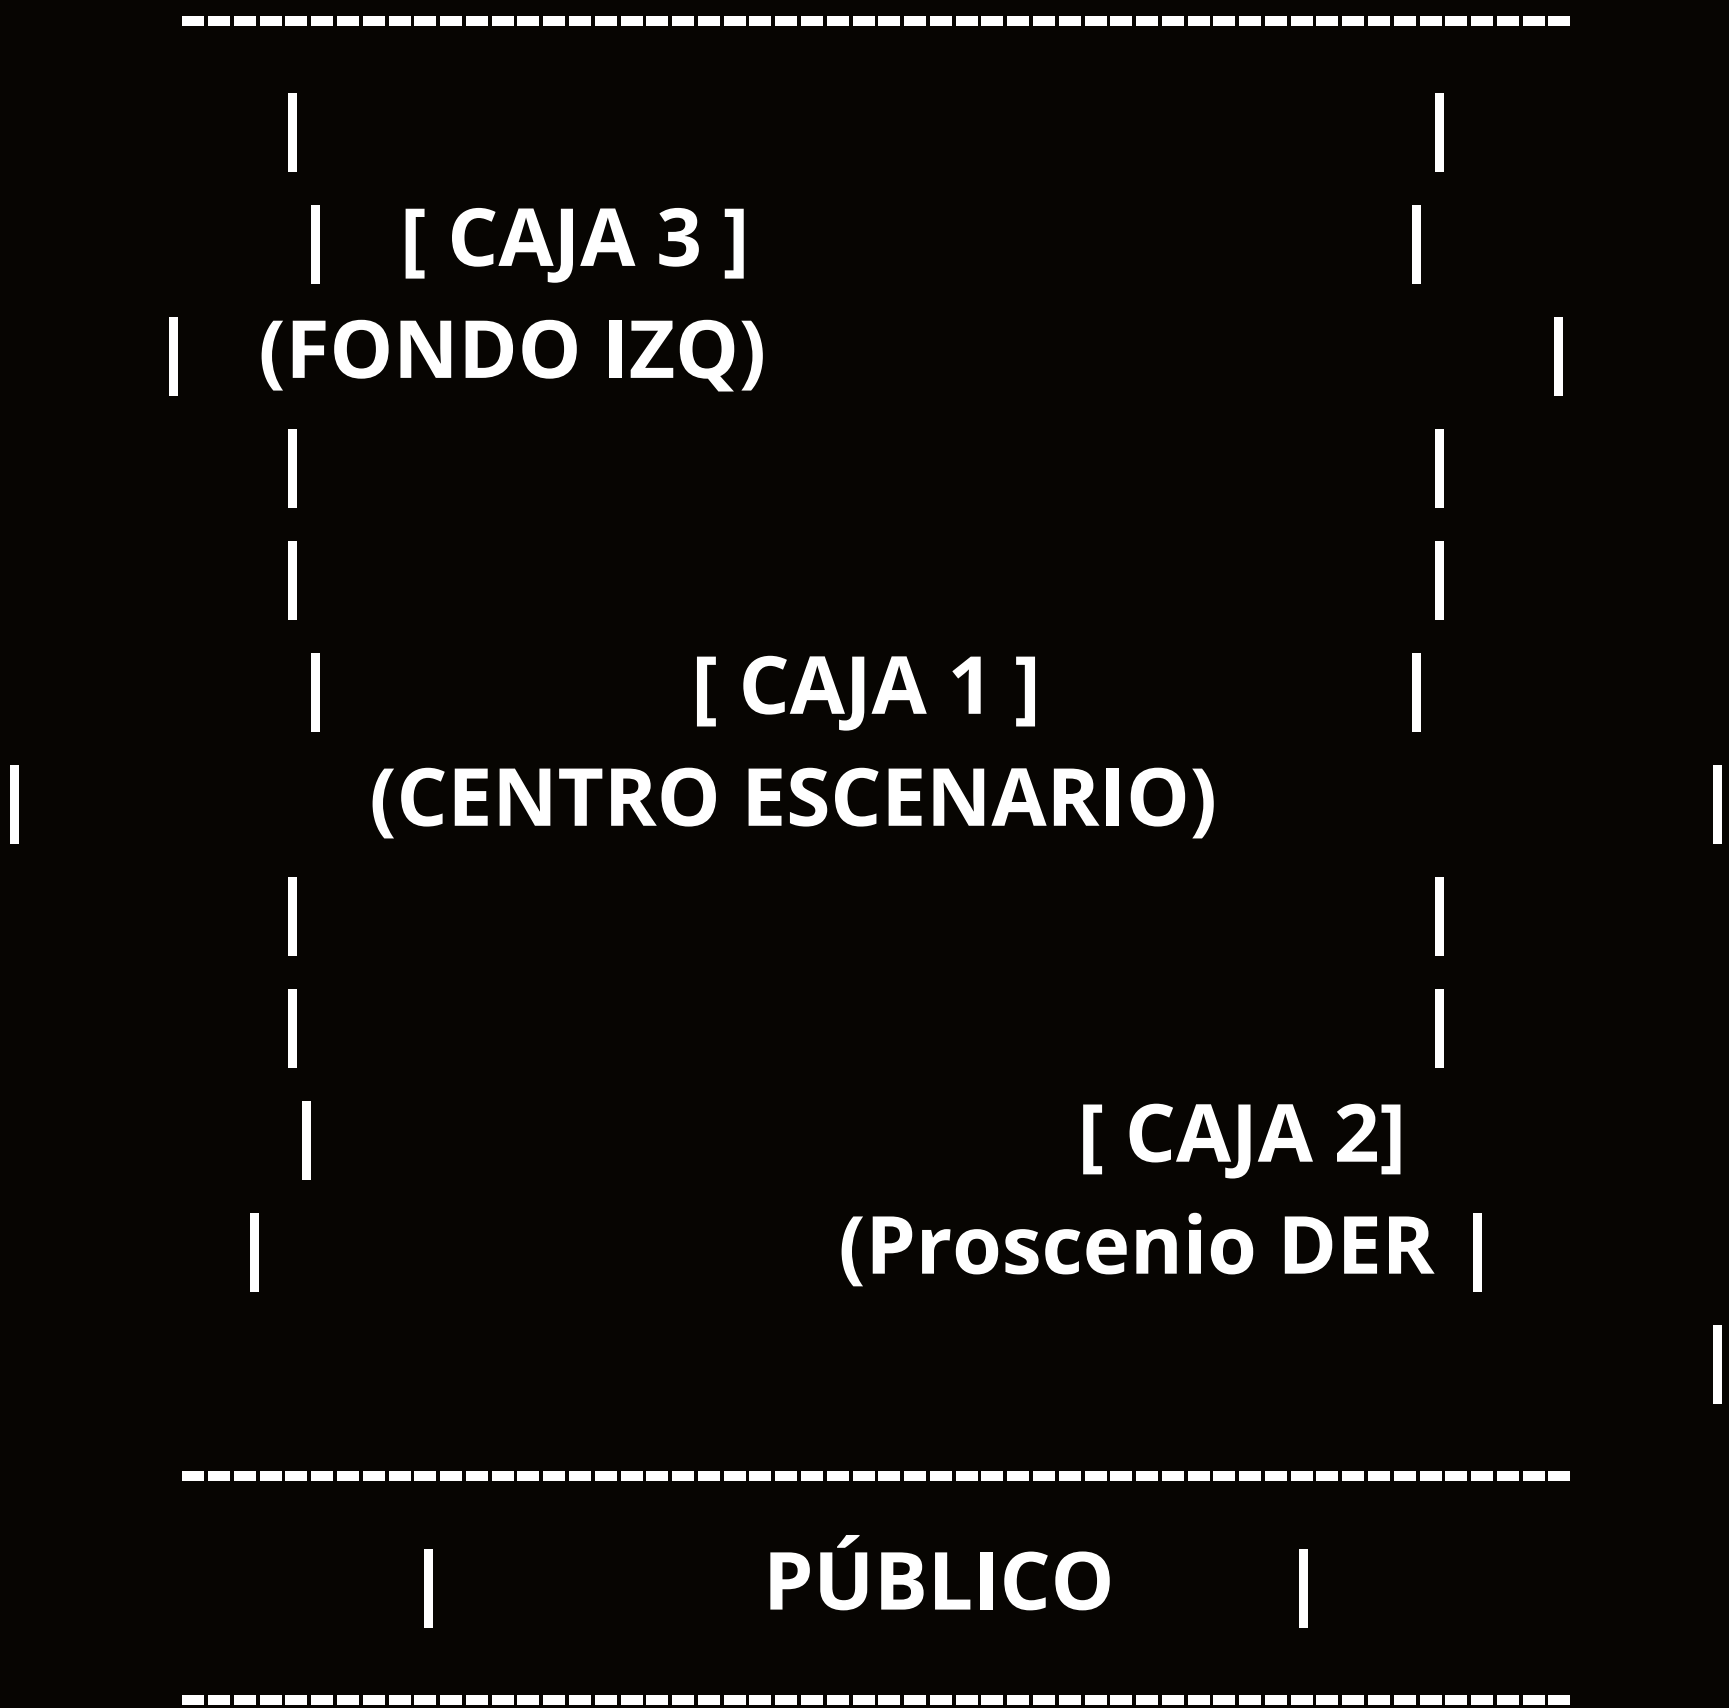 ------------------------------------------------------
| |
| [ CAJA 3 ] |
| (FONDO IZQ) |
| |
| |
| [ CAJA 1 ] |
| (CENTRO ESCENARIO) |
| |
| |
| [ CAJA 2]
| (Proscenio DER |
|
------------------------------------------------------
| PÚBLICO |
------------------------------------------------------